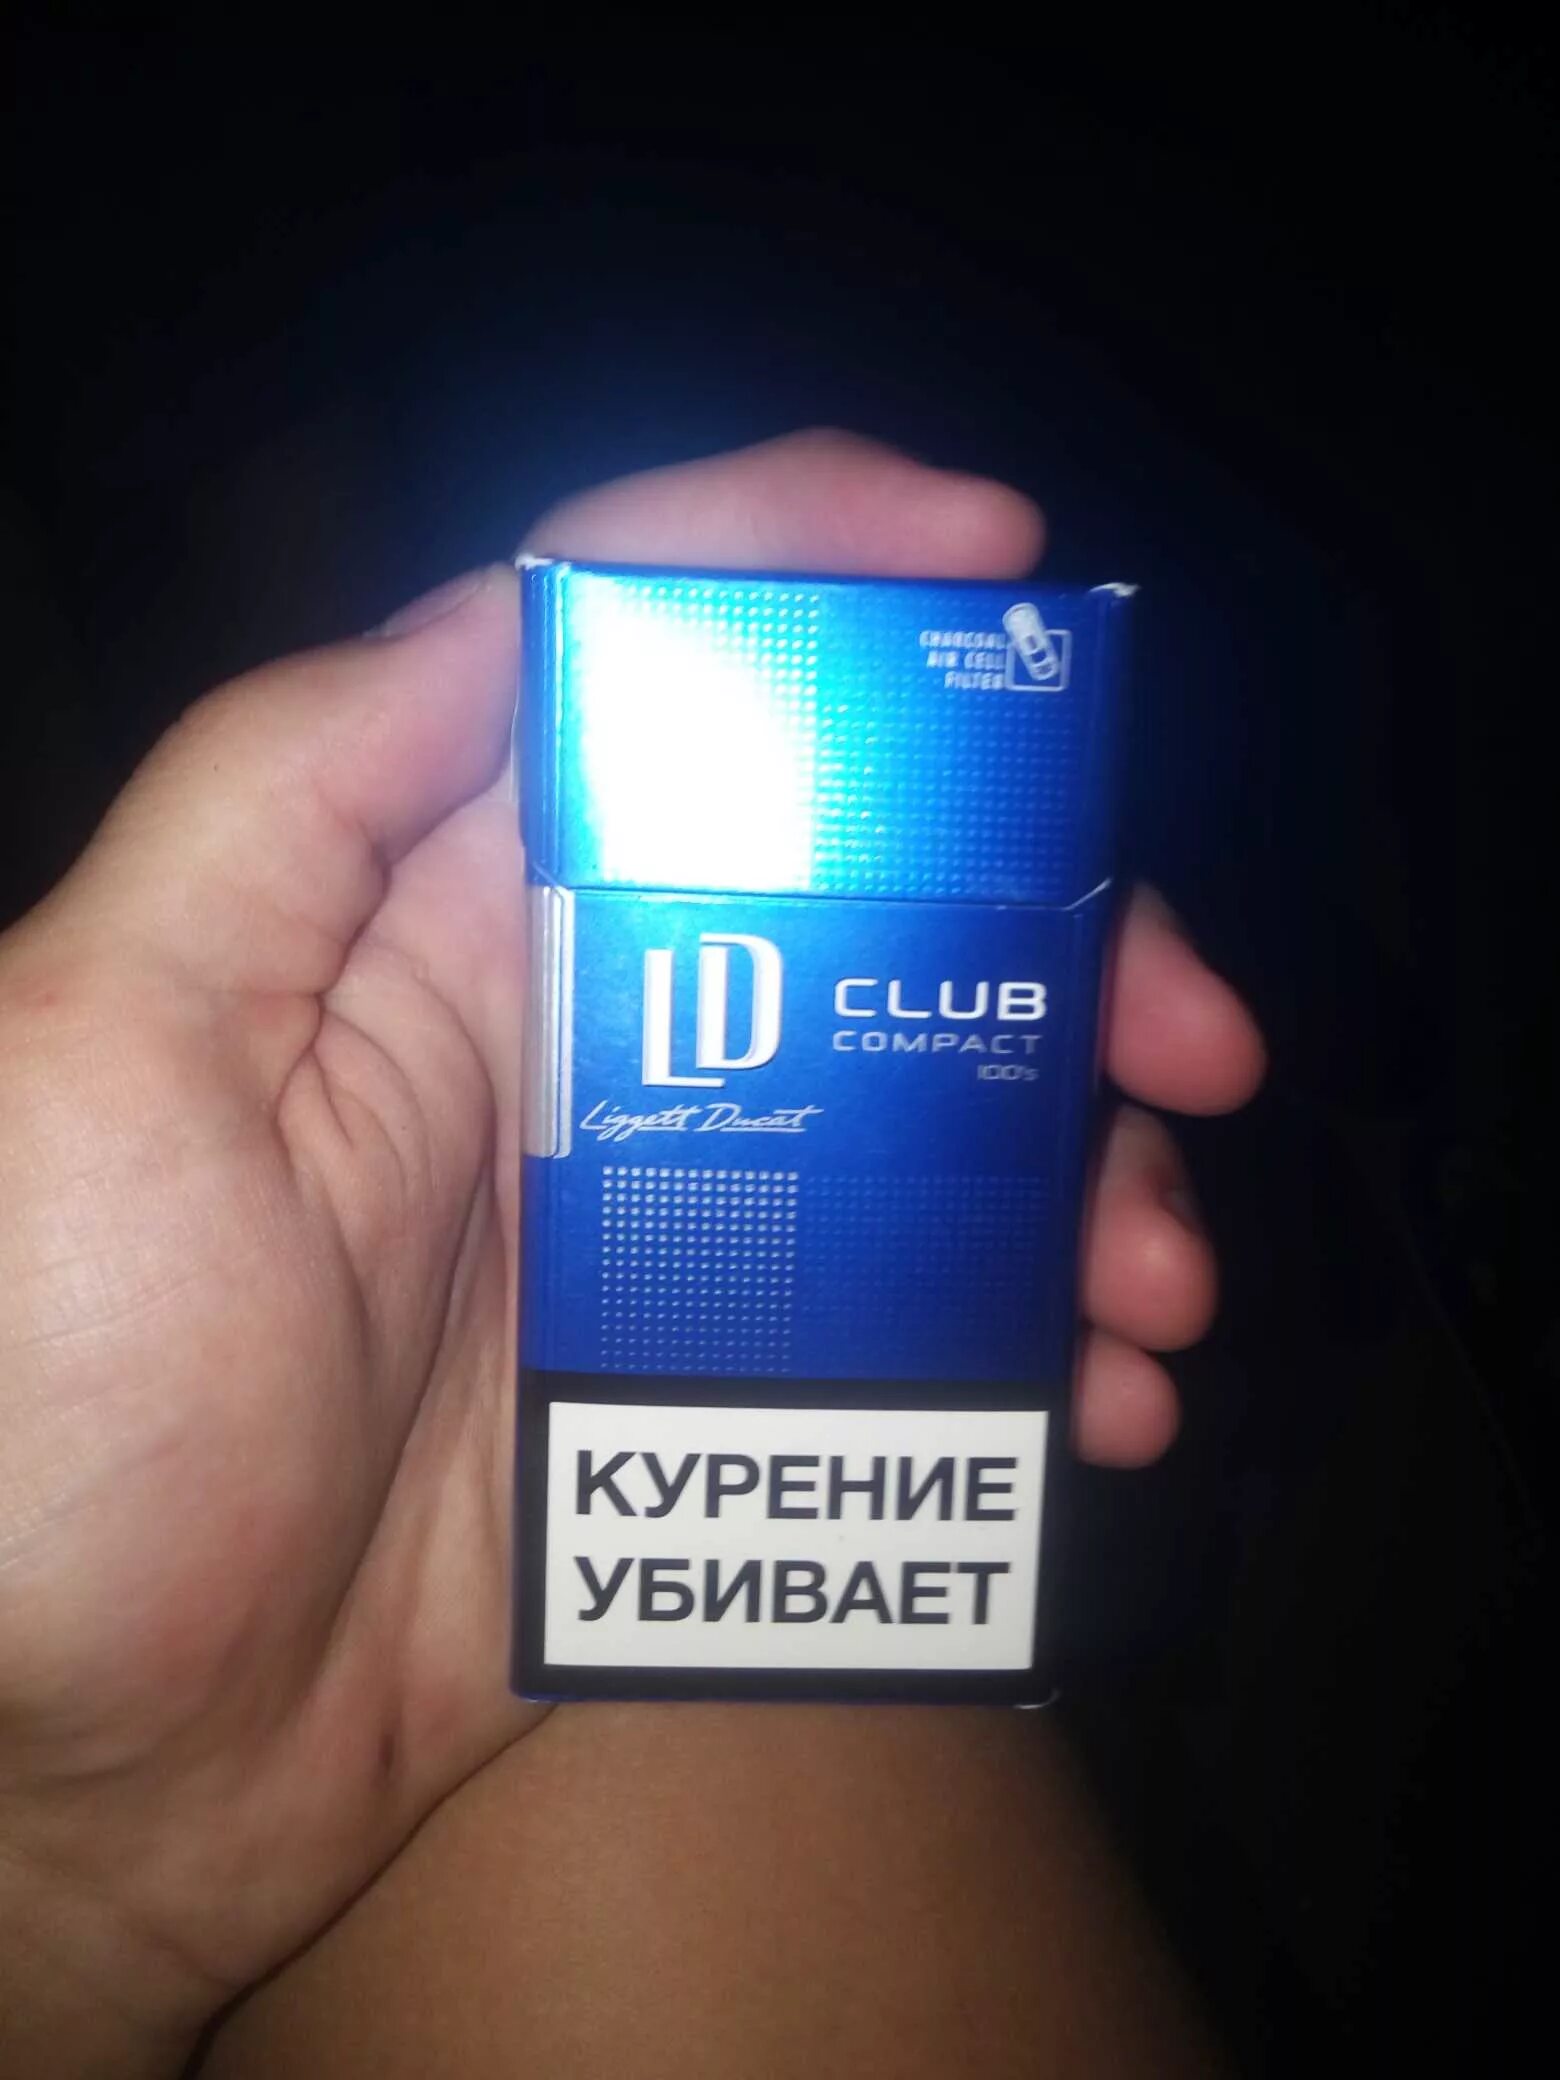 CHARCOAL
AIR CELL
FILTER
LD
CLUB
COMPACT
100's
Liggett Ducat
КУРЕНИЕ
УБИВАЕТ